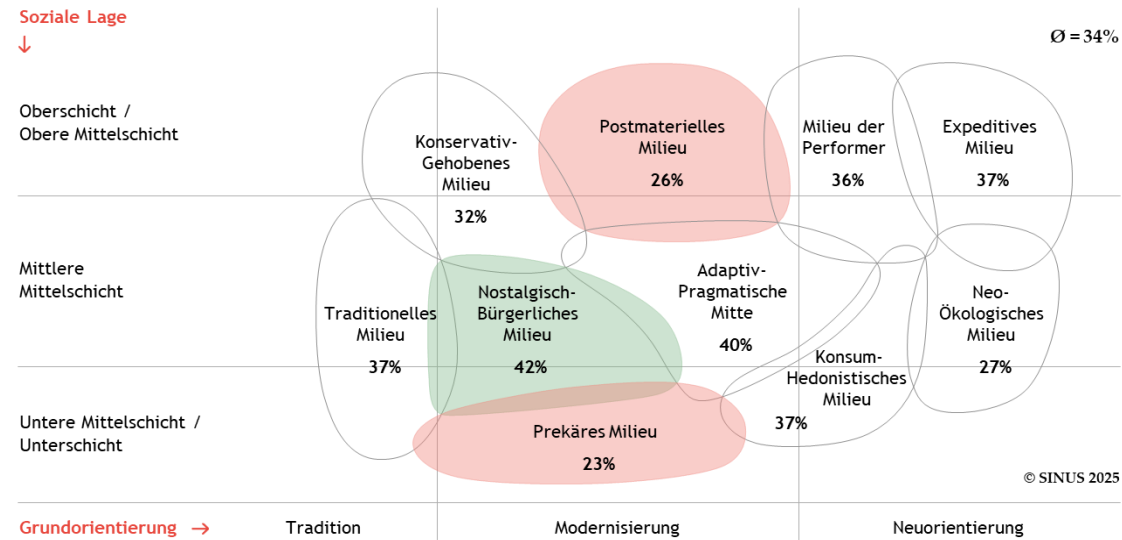 Soziale Lage
↓
Ø = 34%
Oberschicht /
Obere Mittelschicht
Konservativ-
Gehobenes
Milieu
32%
Postmaterielles
Milieu
26%
Milieu der
Performer
36%
Expeditives
Milieu
37%
Mittlere
Mittelschicht
Traditionelles
Milieu
37%
Nostalgisch-
Bürgerliches
Milieu
42%
Adaptiv-
Pragmatische
Mitte
40%
Neo-
Ökologisches
Milieu
27%
Konsum-
Hedonistisches
Milieu
37%
Untere Mittelschicht /
Unterschicht
Prekäres Milieu
23%
© SINUS 2025
Grundorientierung →
Tradition
Modernisierung
Neuorientierung